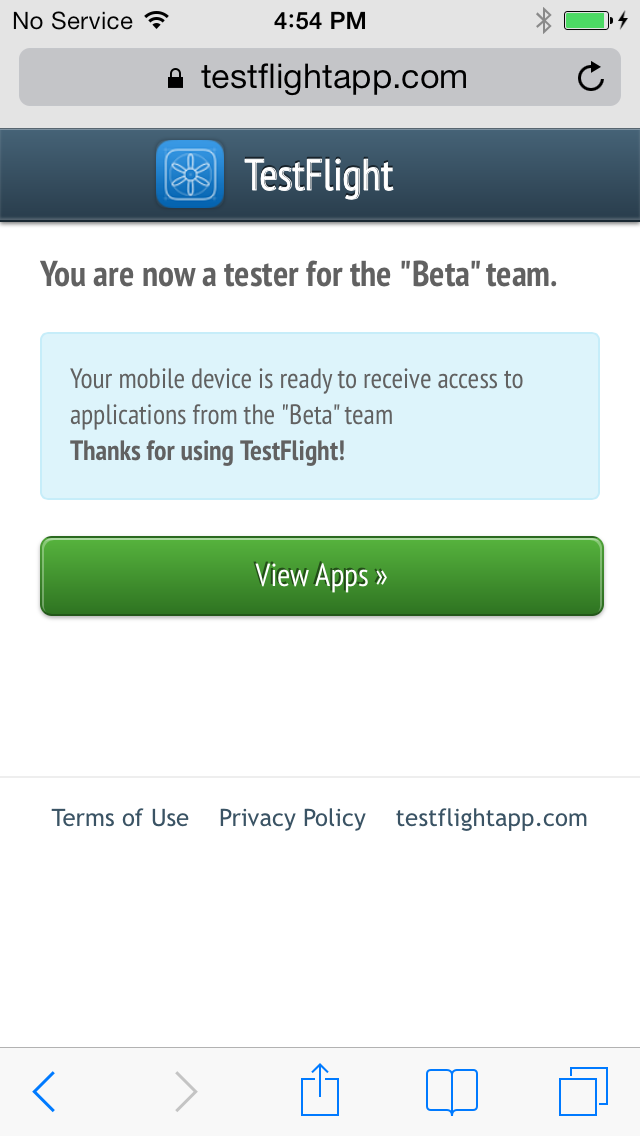 No Service 4:54 PM
testflightapp.com
TestFlight
You are now a tester for the "Beta" team.
Your mobile device is ready to receive access to
applications from the "Beta" team
Thanks for using TestFlight!
View Apps »
Terms of Use Privacy Policy testflightapp.com